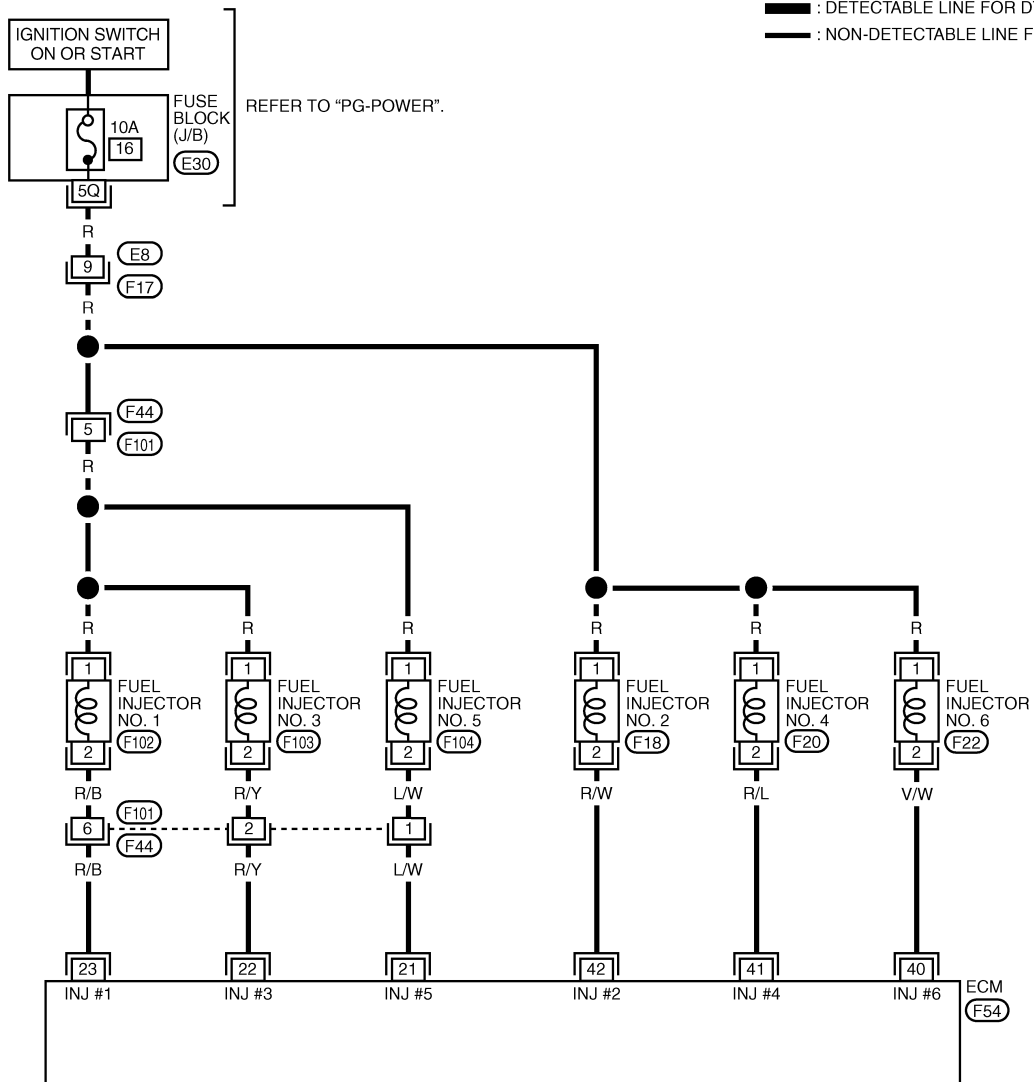 : DETECTABLE LINE FOR D
: NON-DETECTABLE LINE F
IGNITION SWITCH
ON OR START
FUSE
BLOCK
(J/B)
REFER TO “PG-POWER”.
10A
16
E30
5Q
R
E8
9
F17
R
F44
5
F101
R
R R R R R R
1 1 1 1 1 1
FUEL
INJECTOR
NO. 1
F102
FUEL
INJECTOR
NO. 3
F103
FUEL
INJECTOR
NO. 5
F104
FUEL
INJECTOR
NO. 2
F18
FUEL
INJECTOR
NO. 4
F20
FUEL
INJECTOR
NO. 6
F22
2 2 2 2 2 2
R/B R/Y L/W R/W R/L V/W
F101
6 2 1
F44
R/B R/Y L/W
23 22 21 42 41 40
INJ #1 INJ #3 INJ #5 INJ #2 INJ #4 INJ #6
ECM
F54